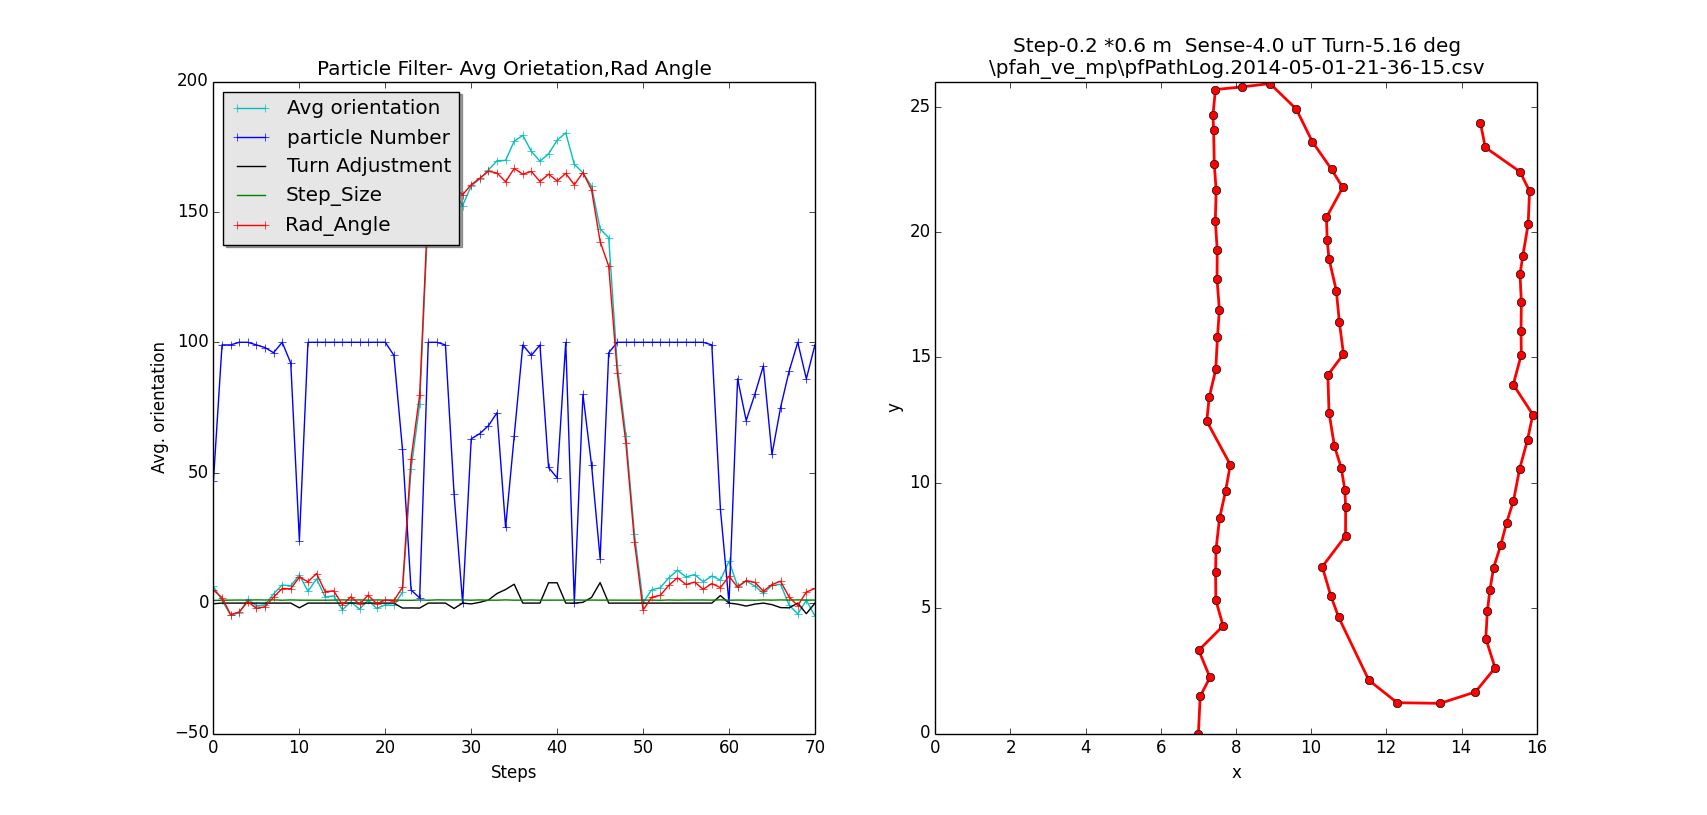 Particle Filter- Avg Orietation,Rad Angle
200
150
100
50
0
−50
Avg. orientation
Avg orientation
particle Number
Turn Adjustment
Step_Size
Rad_Angle
0 10 20 30 40 50 60 70
Steps
Step-0.2 *0.6 m  Sense-4.0 uT Turn-5.16 deg
\pfah_ve_mp\pfPathLog.2014-05-01-21-36-15.csv
25
20
15
10
5
0
y
0 2 4 6 8 10 12 14 16
x